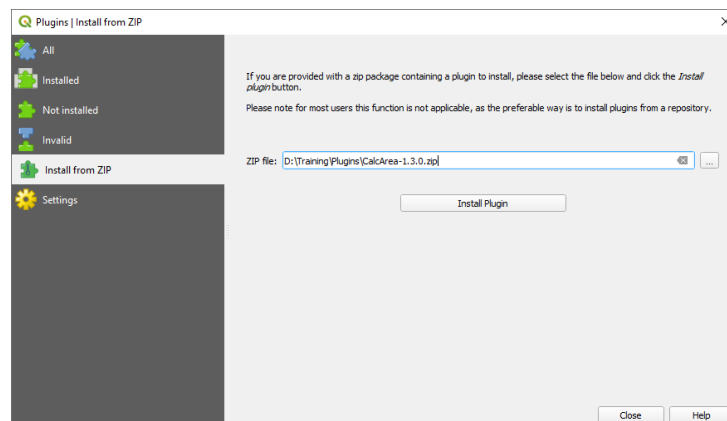 Plugins | Install from ZIP
All
Installed
Not installed
Invalid
Install from ZIP
Settings
If you are provided with a zip package containing a plugin to install, please select the file below and click the Install
plugin button.
Please note for most users this function is not applicable, as the preferable way is to install plugins from a repository.
ZIP file: D:\Training\Plugins\CalcArea-1.3.0.zip ...
Install Plugin
Close Help